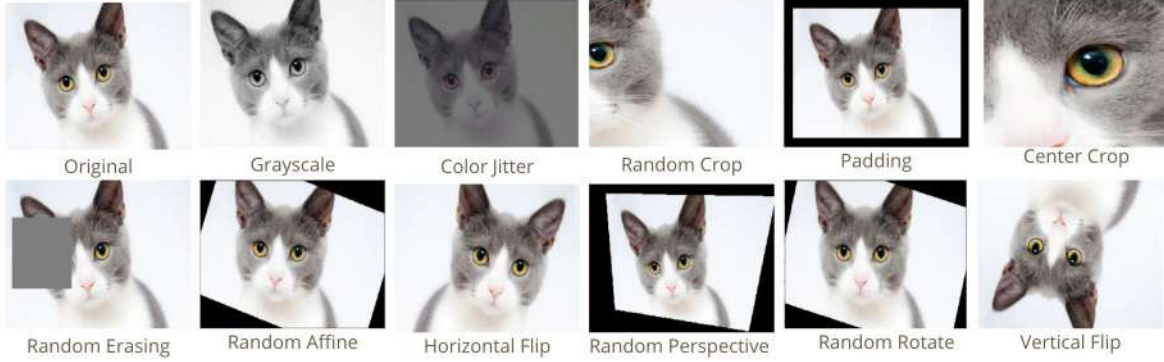 Original
Grayscale
Color Jitter
Random Crop
Padding
Center Crop
Random Erasing
Random Affine
Horizontal Flip
Random Perspective
Random Rotate
Vertical Flip